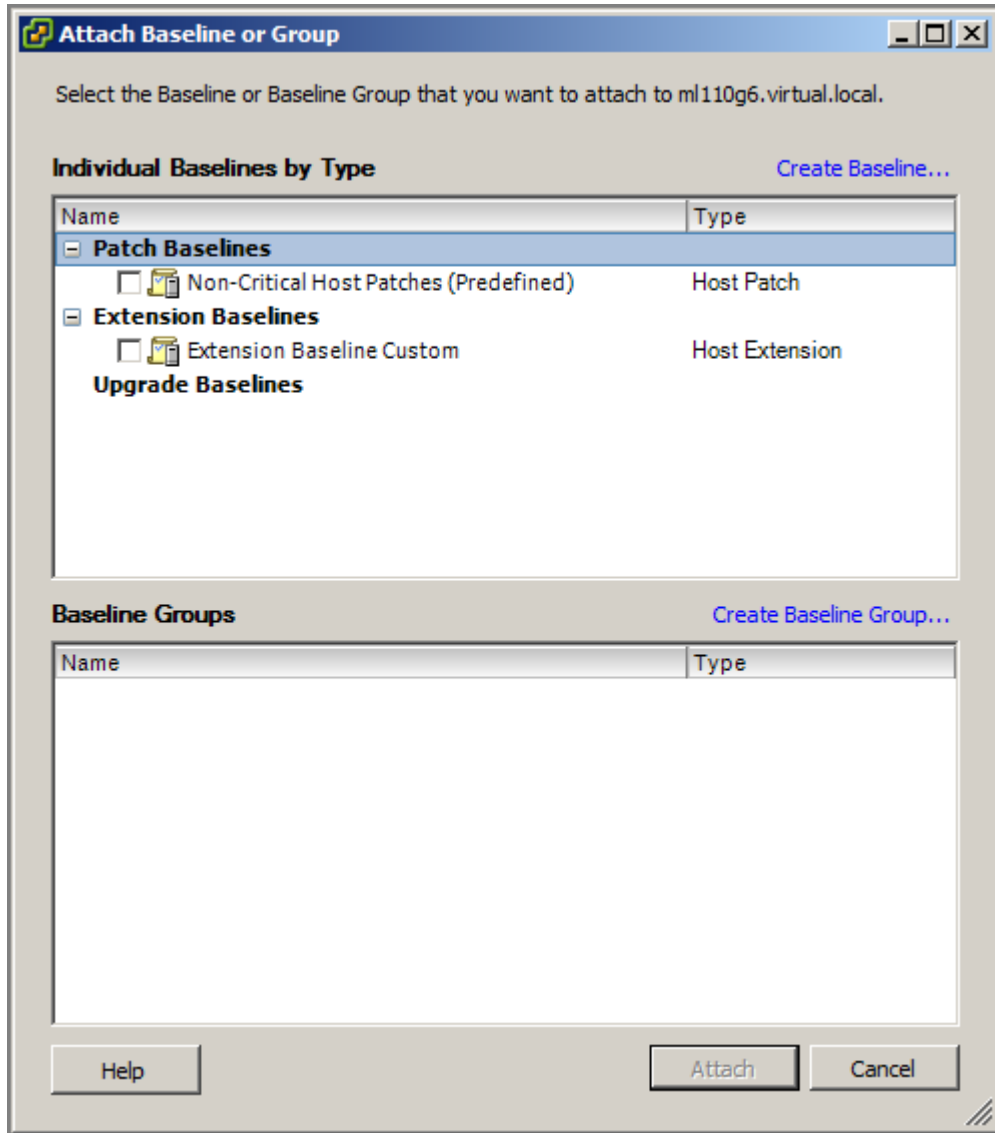 Attach Baseline or Group
Select the Baseline or Baseline Group that you want to attach to ml110g6.virtual.local.
Individual Baselines by Type Create Baseline...
Name Type
Patch Baselines
Non-Critical Host Patches (Predefined) Host Patch
Extension Baselines
Extension Baseline Custom Host Extension
Upgrade Baselines
Baseline Groups Create Baseline Group...
Name Type
Help Attach Cancel